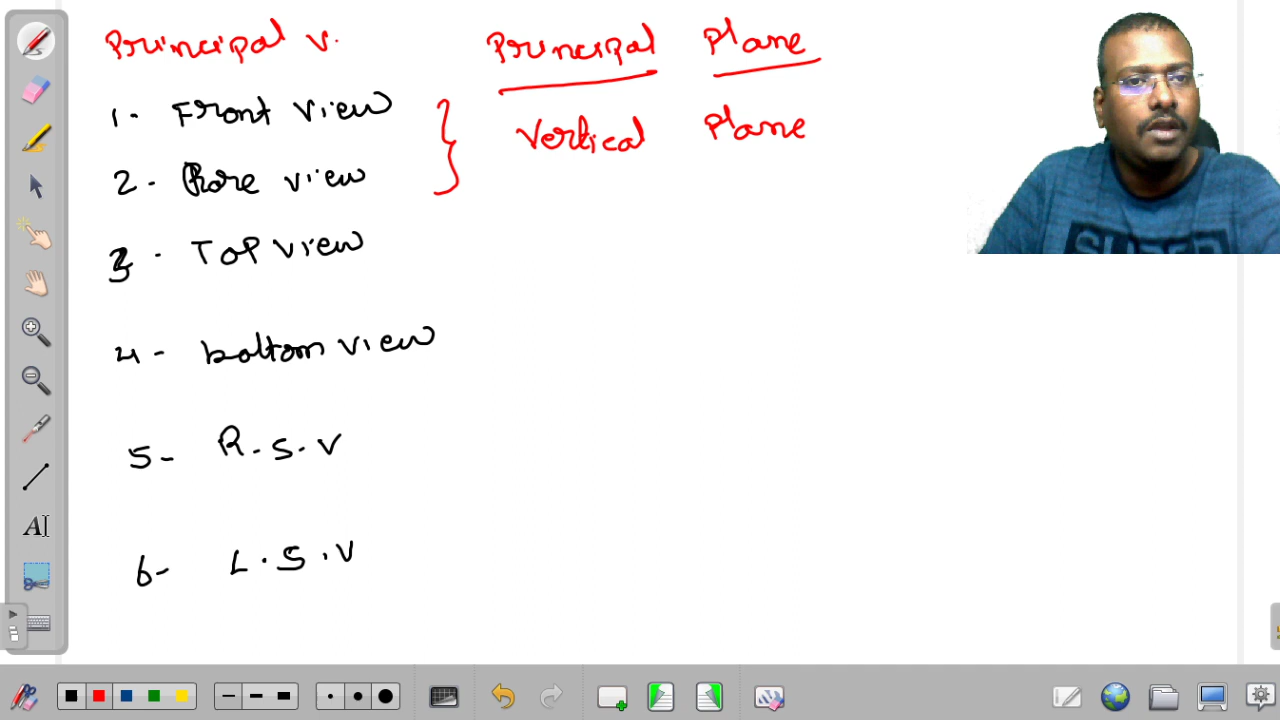 Principal v. Principal Plane
1- Front view Vertical Plane
2- Rore view
3- Top view
4- bottom view
5- R.S.V
6- L.S.V